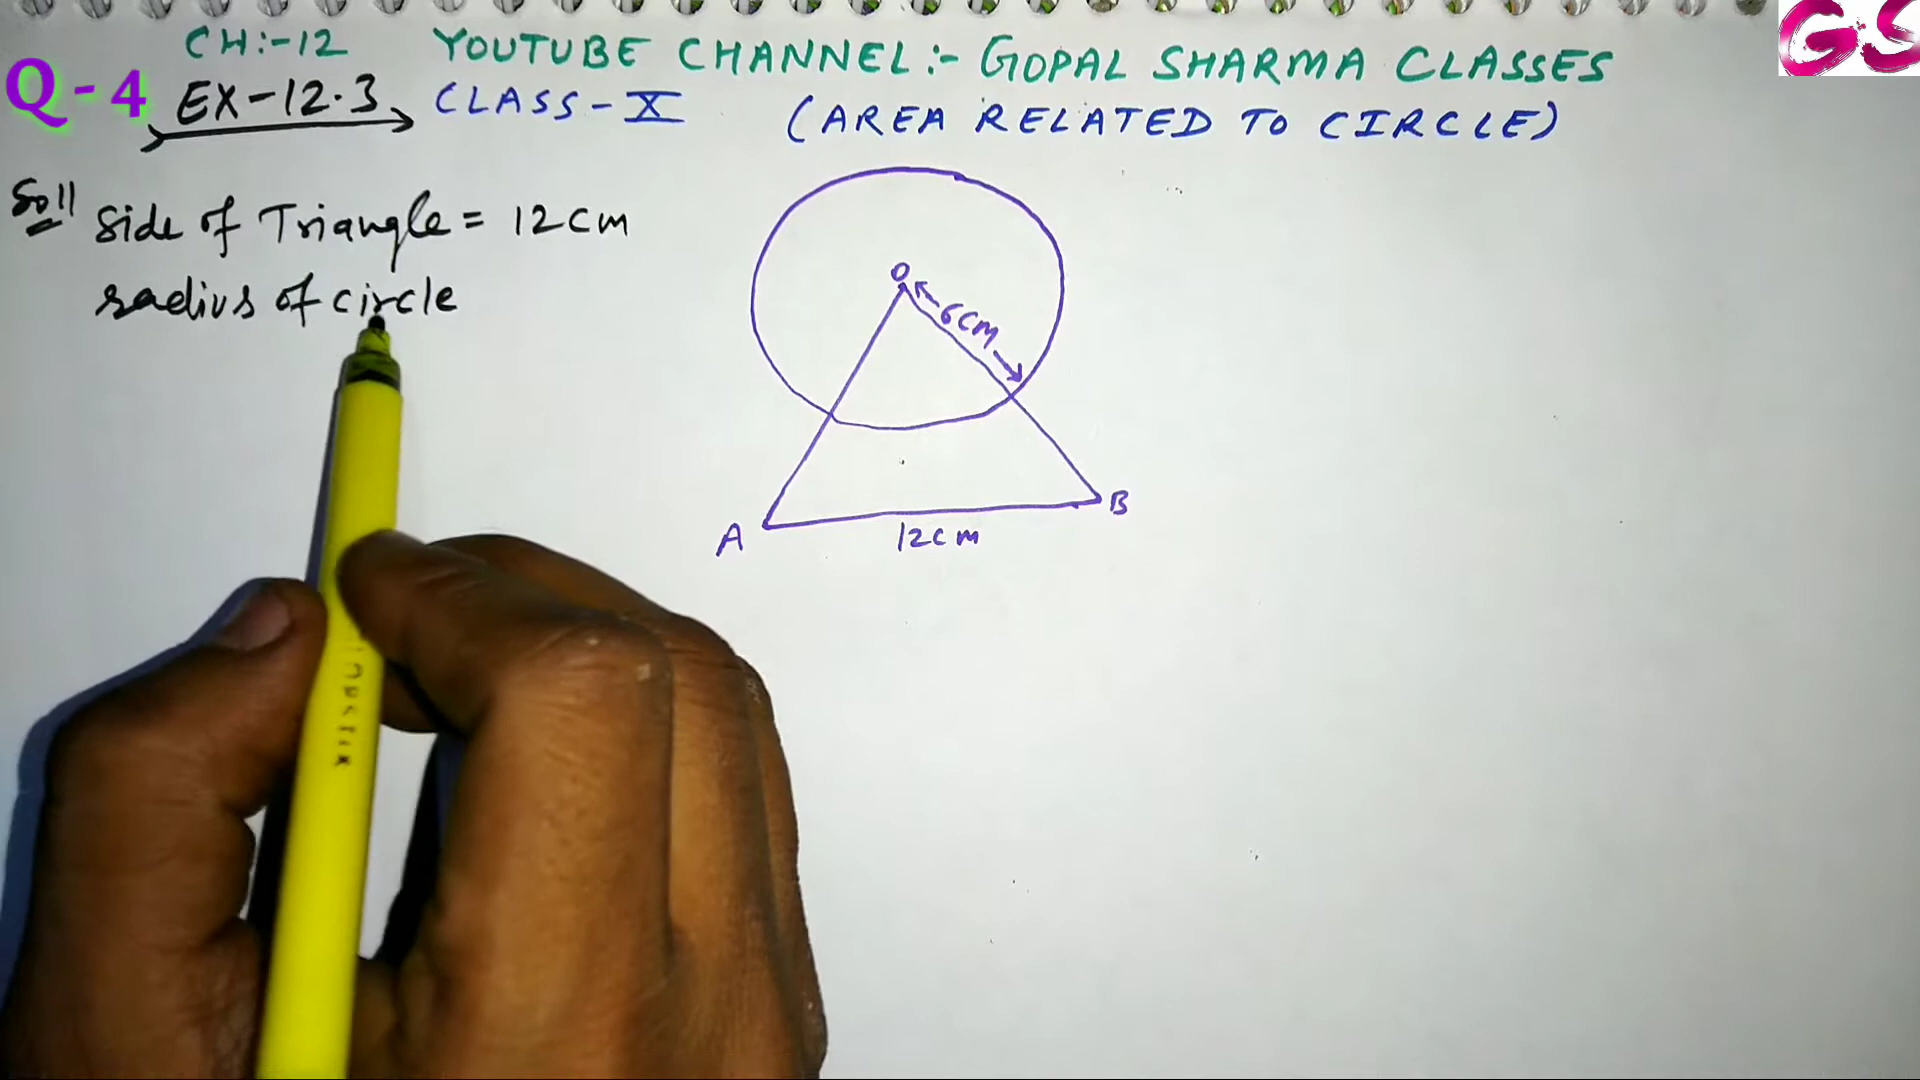 CH:-12 YOUTUBE CHANNEL:- GOPAL SHARMA CLASSES
Q-4 EX-12.3 CLASS-X (AREA RELATED TO CIRCLE)
GS
Soll Side of Triangle = 12cm
radius of circle
O
6cm
A B
12cm